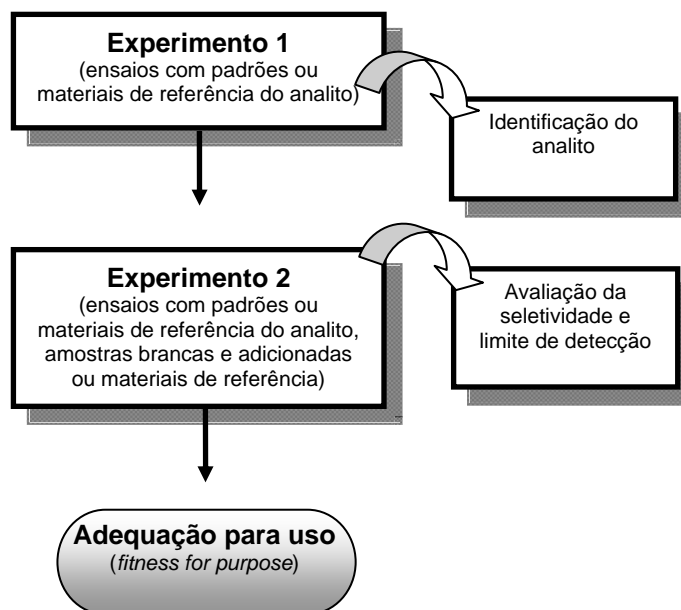 Experimento 1
(ensaios com padrões ou
materiais de referência do analito)
Identificação do
analito
Experimento 2
(ensaios com padrões ou
materiais de referência do analito,
amostras brancas e adicionadas
ou materiais de referência)
Avaliação da
seletividade e
limite de detecção
Adequação para uso
(fitness for purpose)